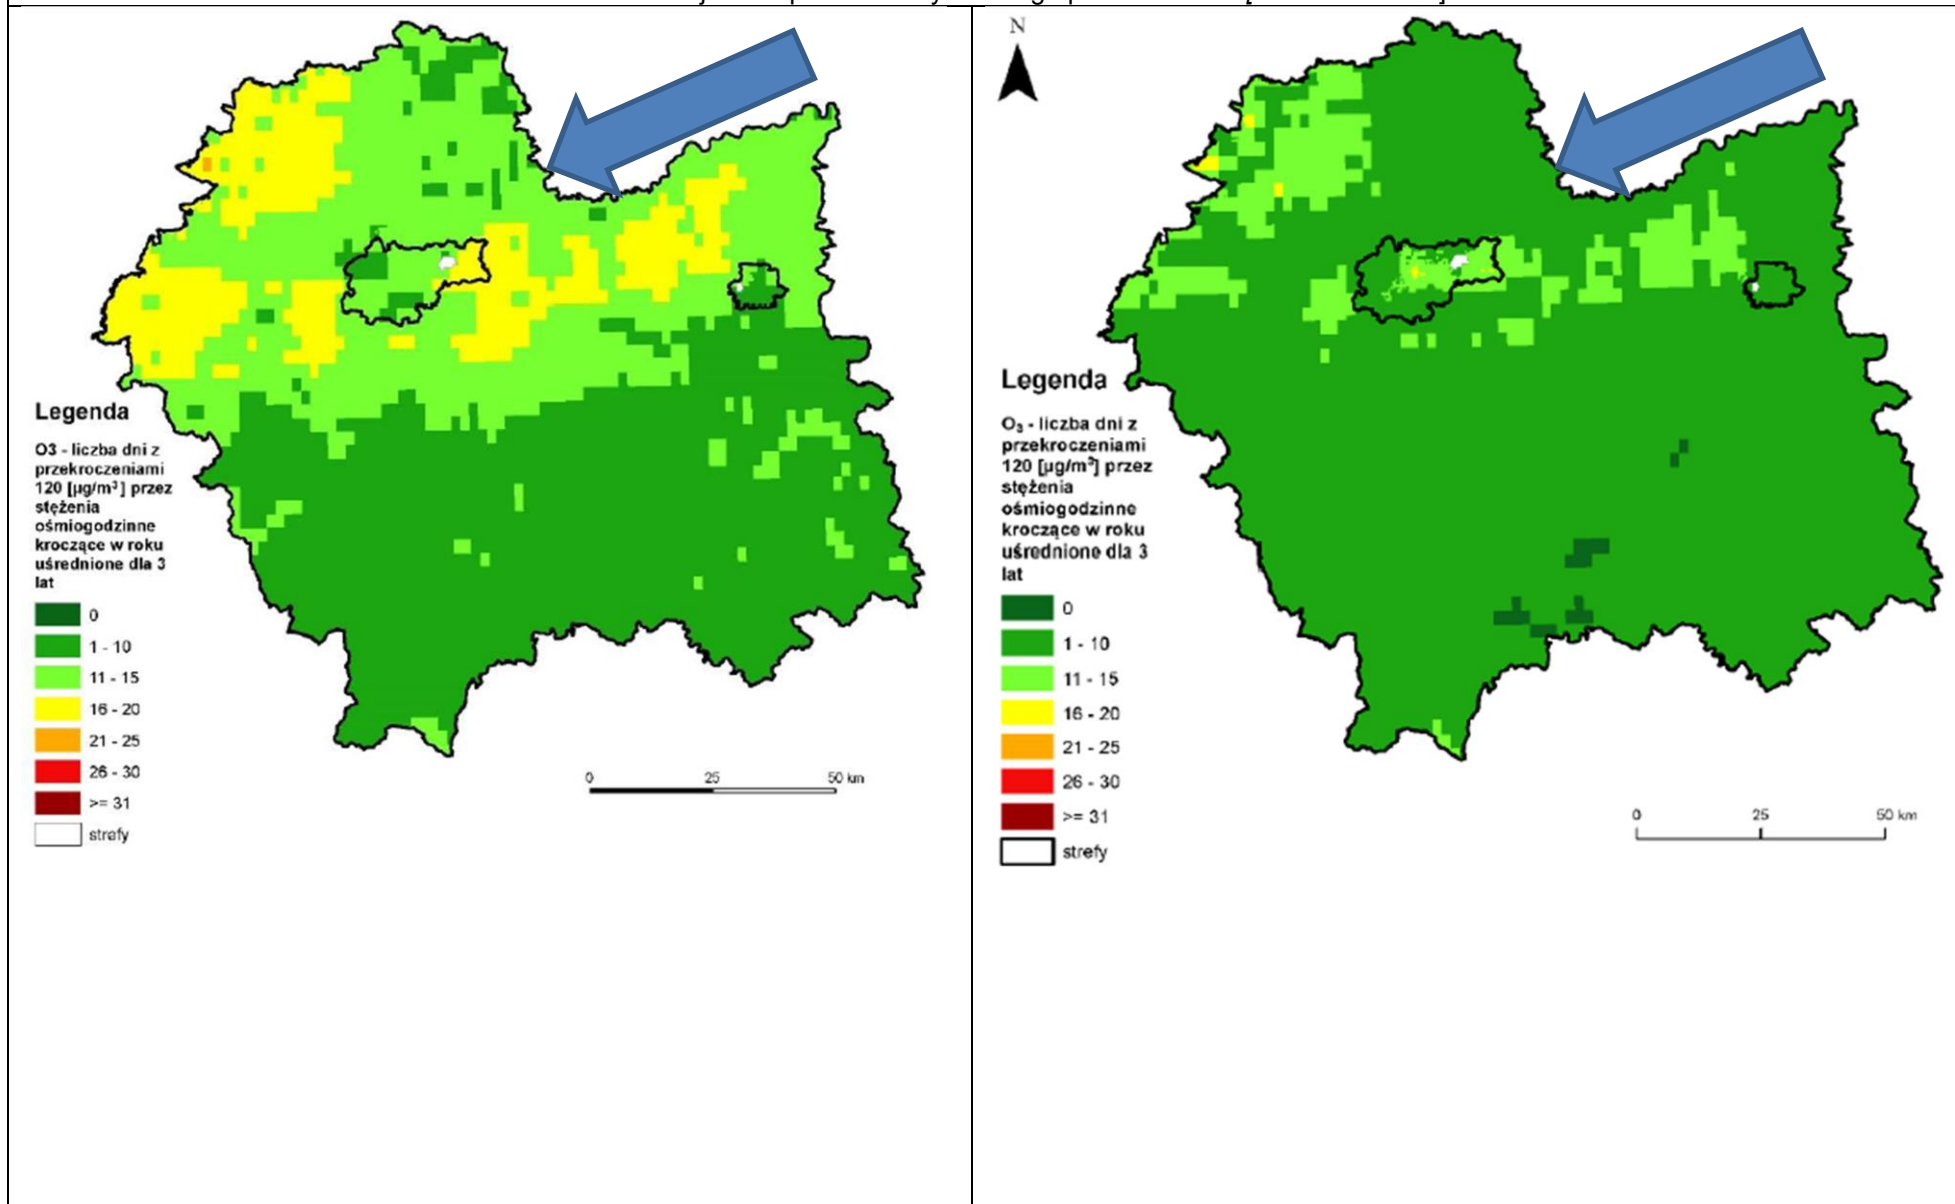 Legenda
O3 - liczba dni z
przekroczeniami
120 [µg/m³] przez
stężenia
ośmiogodzinne
kroczące w roku
uśrednione dla 3
lat
0
1 - 10
11 - 15
16 - 20
21 - 25
26 - 30
>= 31
strefy
0 25 50 km
N
Legenda
O₃ - liczba dni z
przekroczeniami
120 [µg/m³] przez
stężenia
ośmiogodzinne
kroczące w roku
uśrednione dla 3
lat
0
1 - 10
11 - 15
16 - 20
21 - 25
26 - 30
>= 31
strefy
0 25 50 km